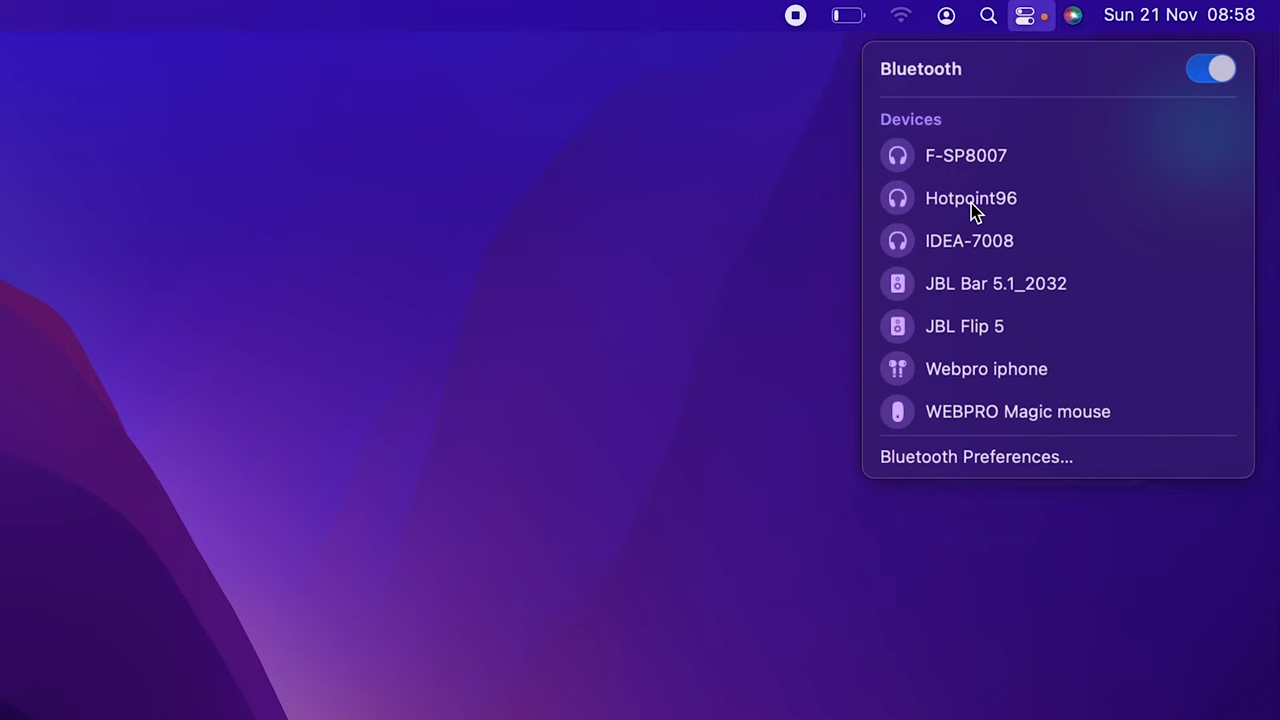 Sun 21 Nov 08:58
Bluetooth
Devices
F-SP8007
Hotpoint96
IDEA-7008
JBL Bar 5.1_2032
JBL Flip 5
Webpro iphone
WEBPRO Magic mouse
Bluetooth Preferences...